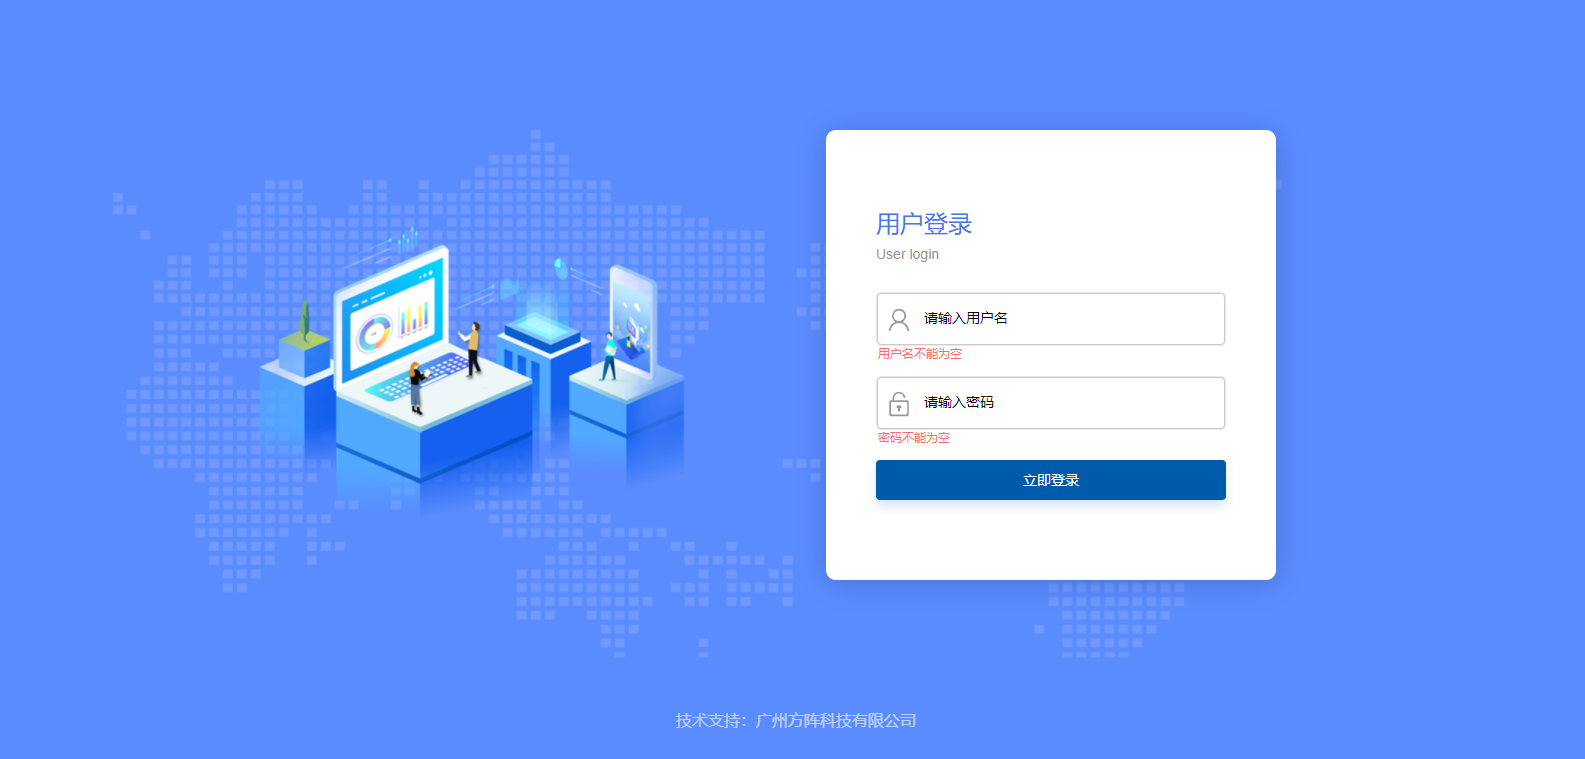 用户登录
User login
请输入用户名
用户名不能为空
请输入密码
密码不能为空
立即登录
技术支持：广州方阵科技有限公司